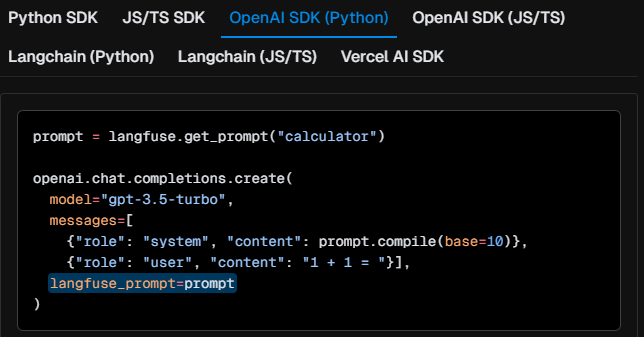 Python SDK JS/TS SDK OpenAI SDK (Python) OpenAI SDK (JS/TS)
Langchain (Python) Langchain (JS/TS) Vercel AI SDK
prompt = langfuse.get_prompt("calculator")
openai.chat.completions.create(
  model="gpt-3.5-turbo",
  messages=[
    {"role": "system", "content": prompt.compile(base=10)},
    {"role": "user", "content": "1 + 1 = "}],
  langfuse_prompt=prompt
)